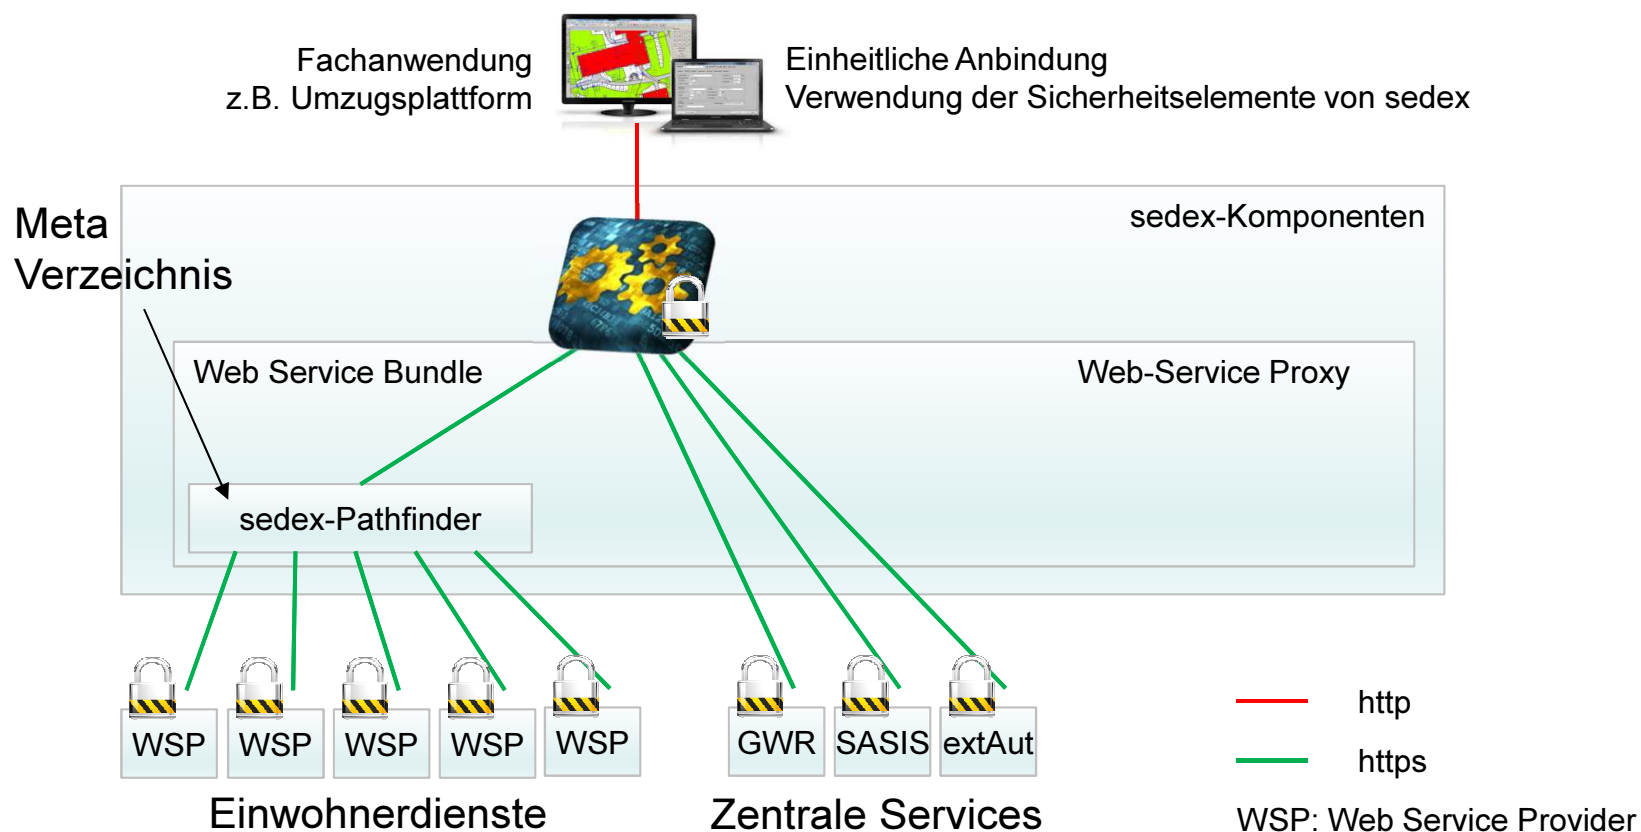 Fachanwendung
z.B. Umzugsplattform
Einheitliche Anbindung
Verwendung der Sicherheitselemente von sedex
Meta
Verzeichnis
sedex-Komponenten
Web Service Bundle
Web-Service Proxy
sedex-Pathfinder
WSP
WSP
WSP
WSP
WSP
GWR
SASIS
extAut
Einwohnerdienste
Zentrale Services
http
https
WSP: Web Service Provider